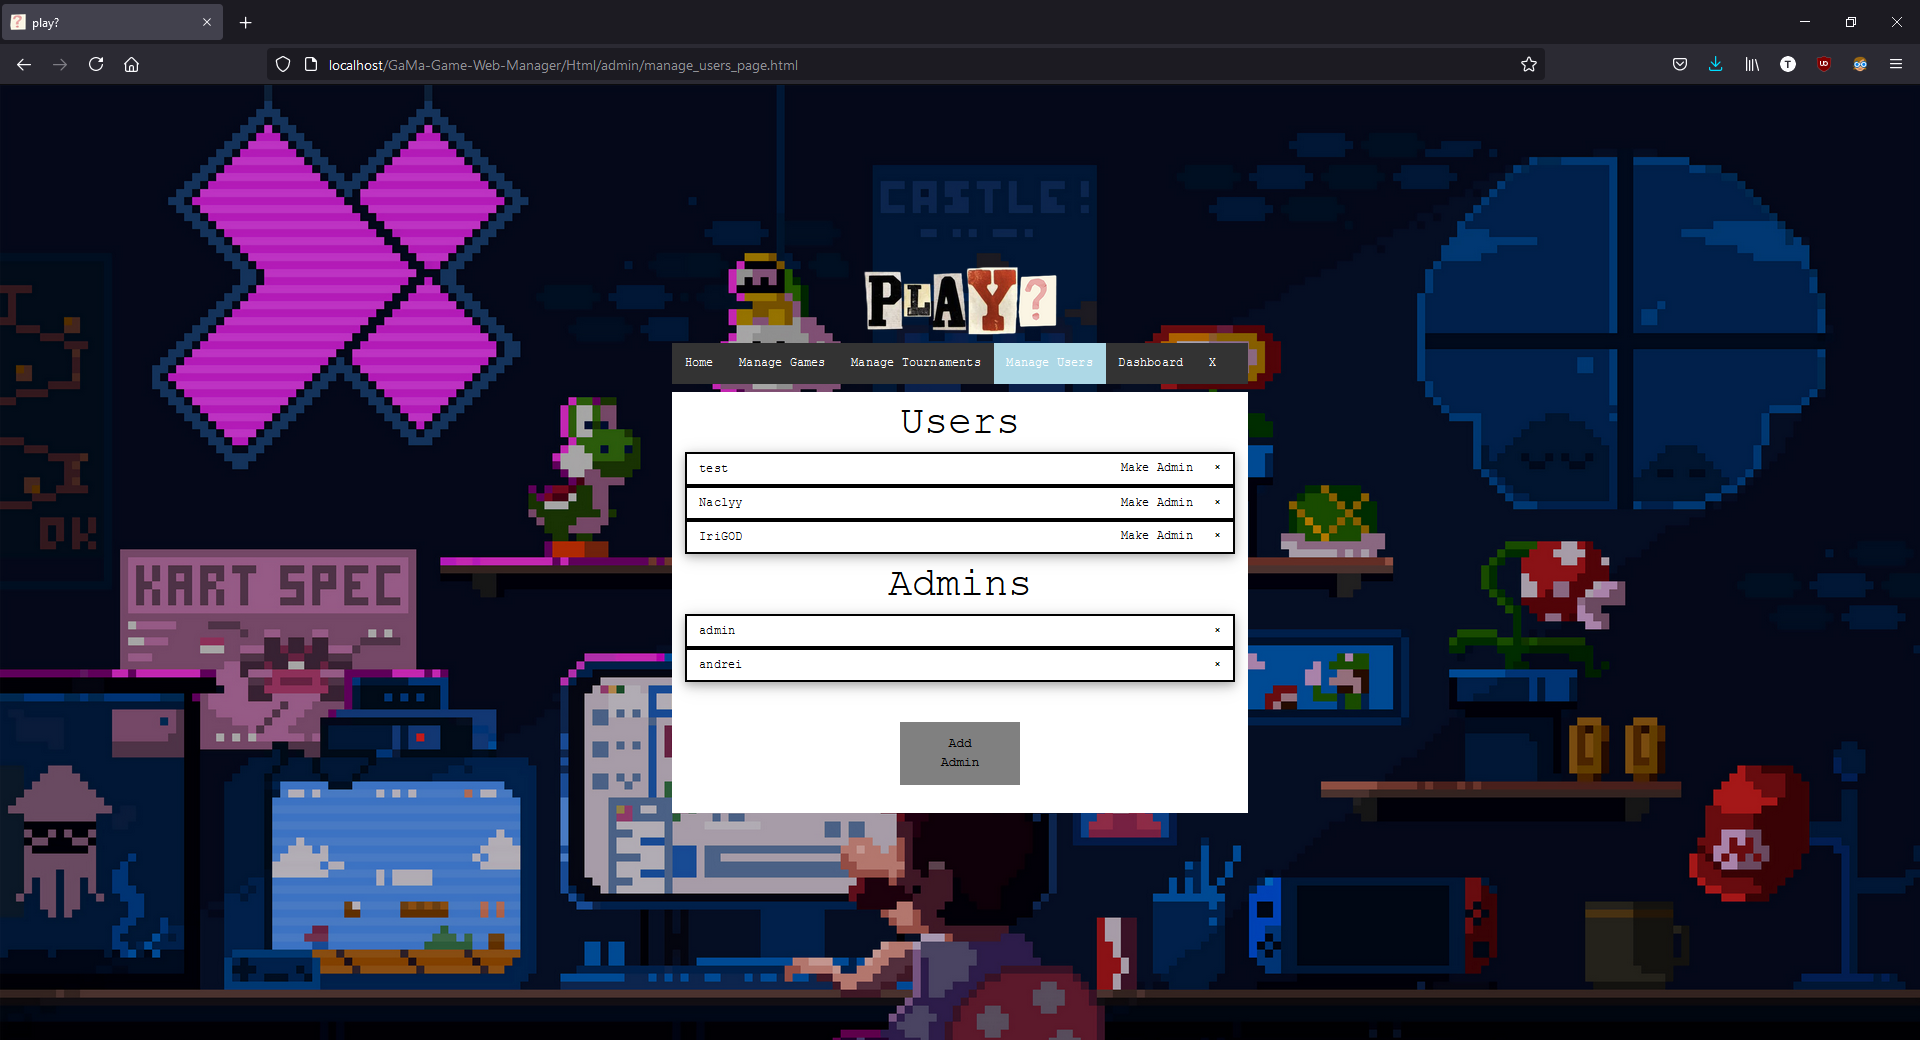 play?
localhost/GaMa-Game-Web-Manager/Html/admin/manage_users_page.html
CASTLE!
PLAY?
Home Manage Games Manage Tournaments Manage Users Dashboard X
Users
test Make Admin ×
Naclyy Make Admin ×
IriGOD Make Admin ×
Admins
admin ×
andrei ×
Add
Admin
DK
KART SPEC
M